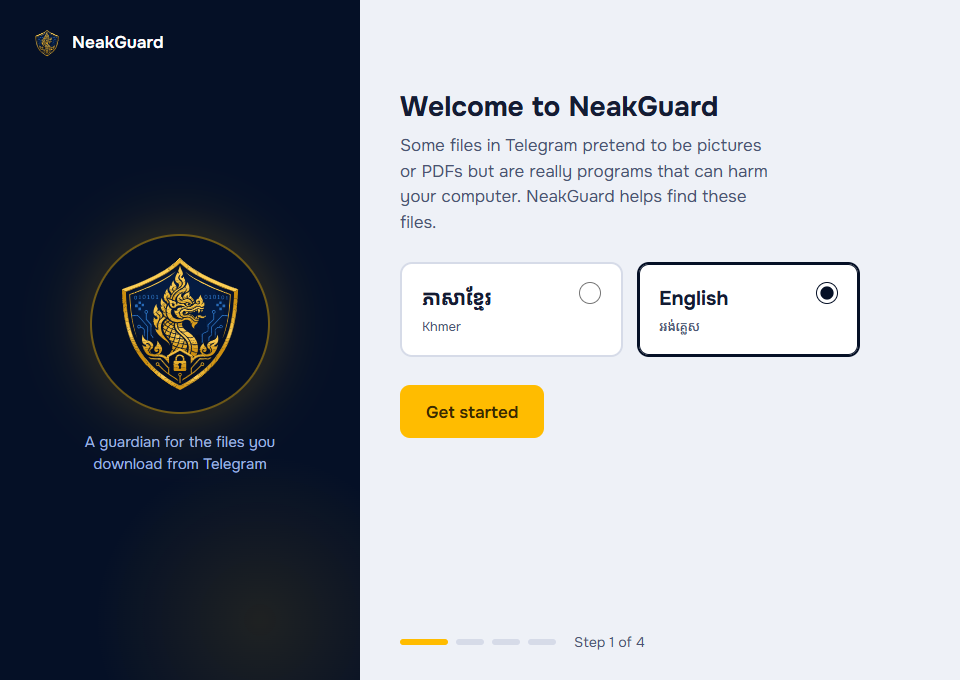 NeakGuard
010101
010101
A guardian for the files you
download from Telegram
Welcome to NeakGuard
Some files in Telegram pretend to be pictures
or PDFs but are really programs that can harm
your computer. NeakGuard helps find these
files.
ភាសាខ្មែរ
Khmer
English
អង់គ្លេស
Get started
Step 1 of 4